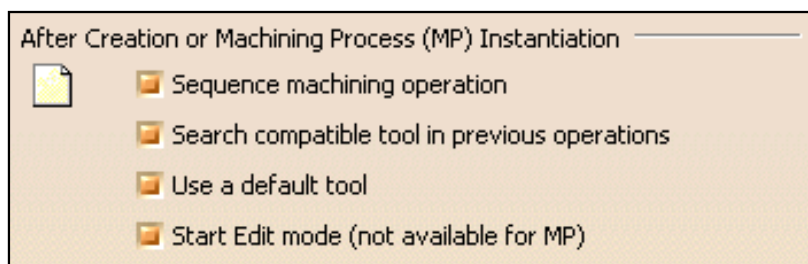 After Creation or Machining Process (MP) Instantiation
Sequence machining operation
Search compatible tool in previous operations
Use a default tool
Start Edit mode (not available for MP)